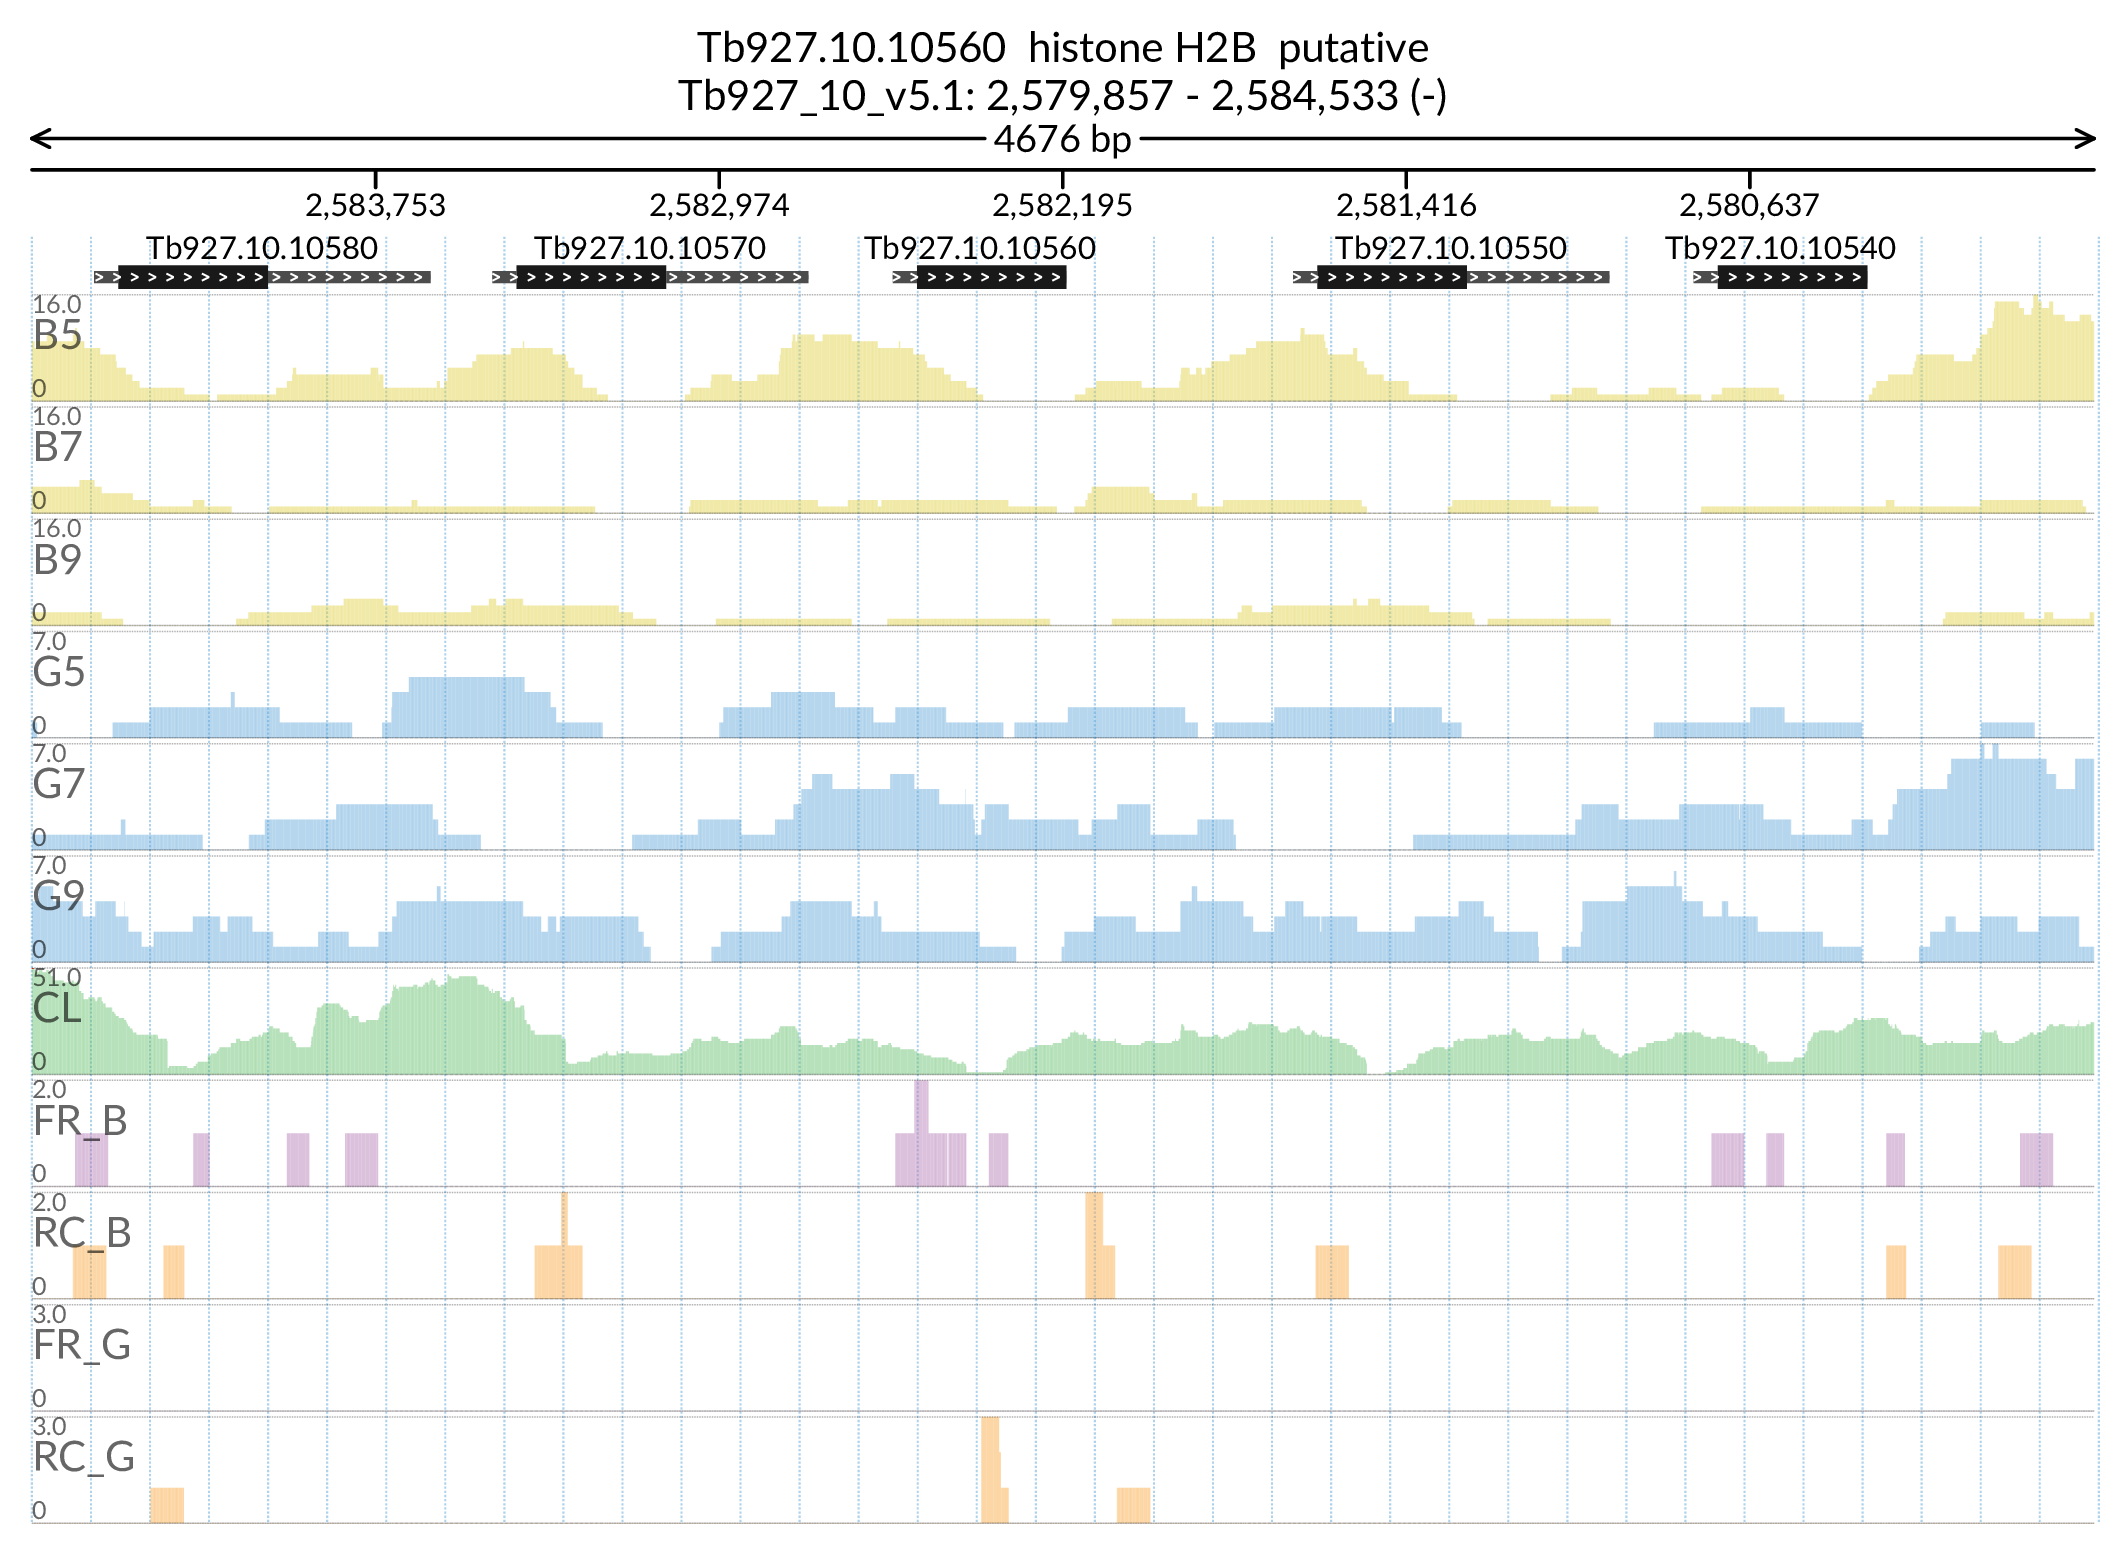 Tb927.10.10560  histone H2B  putative
Tb927_10_v5.1: 2,579,857 - 2,584,533 (-)
4676 bp
2,583,753 2,582,974 2,582,195 2,581,416 2,580,637
Tb927.10.10580 Tb927.10.10570 Tb927.10.10560 Tb927.10.10550 Tb927.10.10540
16.0
B5
0
16.0
B7
0
16.0
B9
0
7.0
G5
0
7.0
G7
0
7.0
G9
0
51.0
CL
0
2.0
FR_B
0
2.0
RC_B
0
3.0
FR_G
0
3.0
RC_G
0